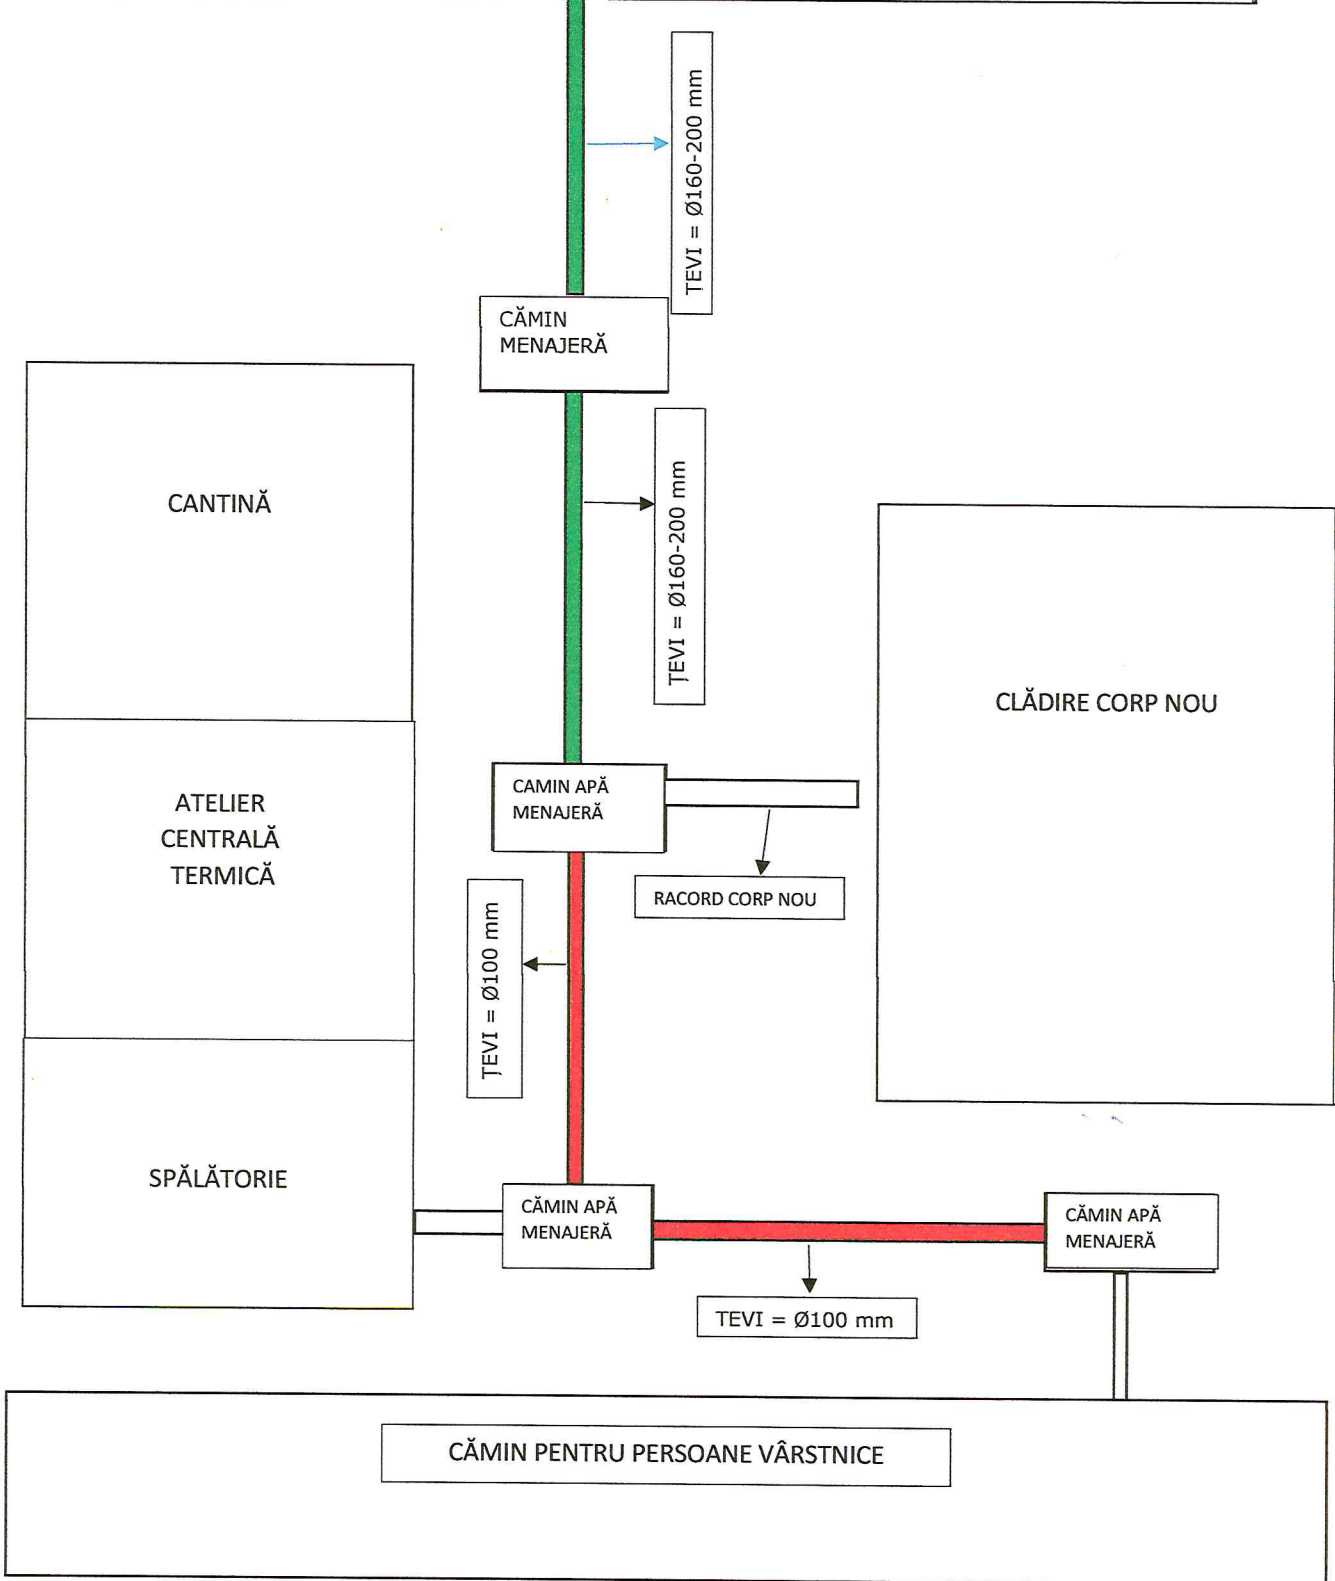 TEVI = Ø160-200 mm
CĂMIN
MENAJERĂ
CANTINĂ
ȚEVI = Ø160-200 mm
CLĂDIRE CORP NOU
ATELIER
CENTRALĂ
TERMICĂ
CAMIN APĂ
MENAJERĂ
RACORD CORP NOU
ȚEVI = Ø100 mm
SPĂLĂTORIE
CĂMIN APĂ
MENAJERĂ
CĂMIN APĂ
MENAJERĂ
TEVI = Ø100 mm
CĂMIN PENTRU PERSOANE VÂRSTNICE